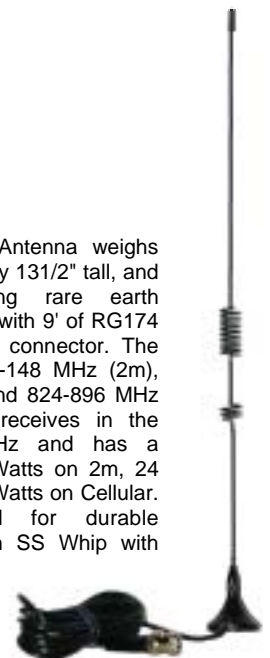 Antenna weighs
y 131/2" tall, and
ng rare earth
with 9' of RG174
connector. The
-148 MHz (2m),
nd 824-896 MHz
receives in the
Hz and has a
Watts on 2m, 24
Watts on Cellular.
d for durable
n SS Whip with